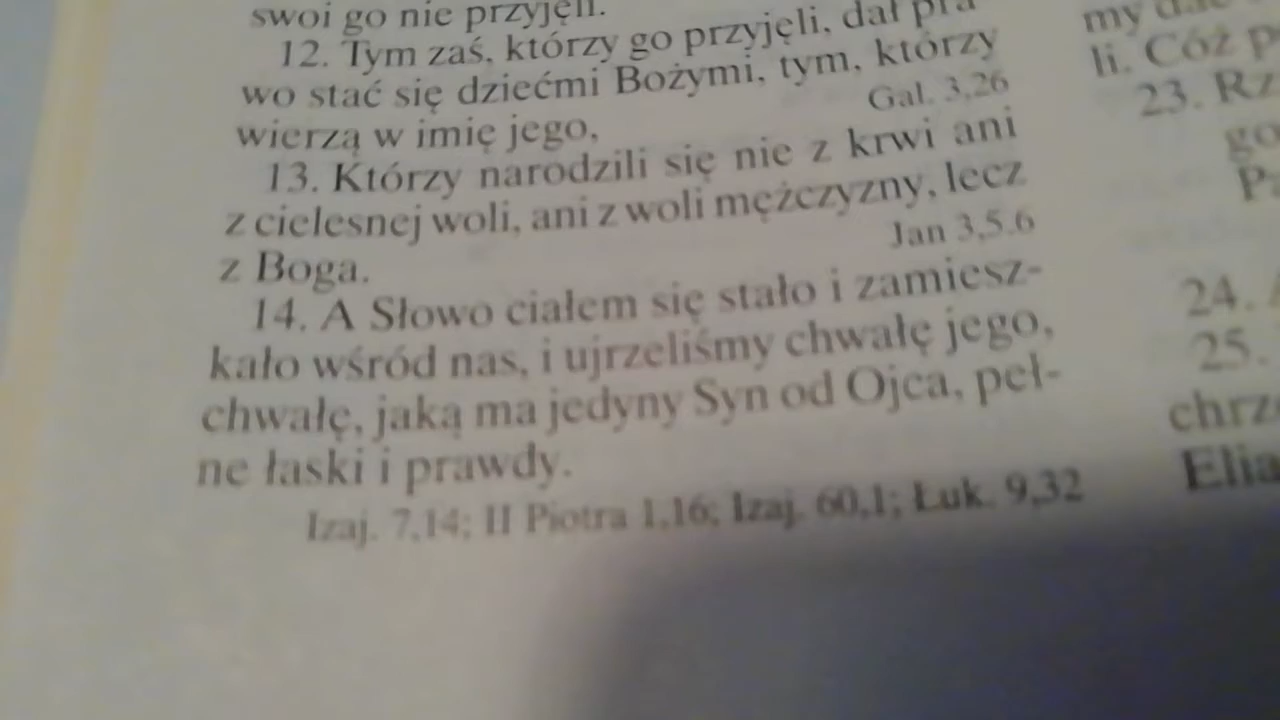 swoi go nie przyjęli.
12. Tym zaś, którzy go przyjęli, dał pra
wo stać się dziećmi Bożymi, tym, którzy
wierzą w imię jego,
Gal. 3,26
13. Którzy narodzili się nie z krwi ani
z cielesnej woli, ani z woli mężczyzny, lecz
z Boga.
Jan 3,5.6
14. A Słowo ciałem się stało i zamiesz-
kało wśród nas, i ujrzeliśmy chwałę jego,
chwałę, jaką ma jedyny Syn od Ojca, peł-
ne łaski i prawdy.
Izaj. 7,14; II Piotra 1,16; Izaj. 60,1; Łuk. 9,32
my
li. Cóż
23.
go
24.
25.